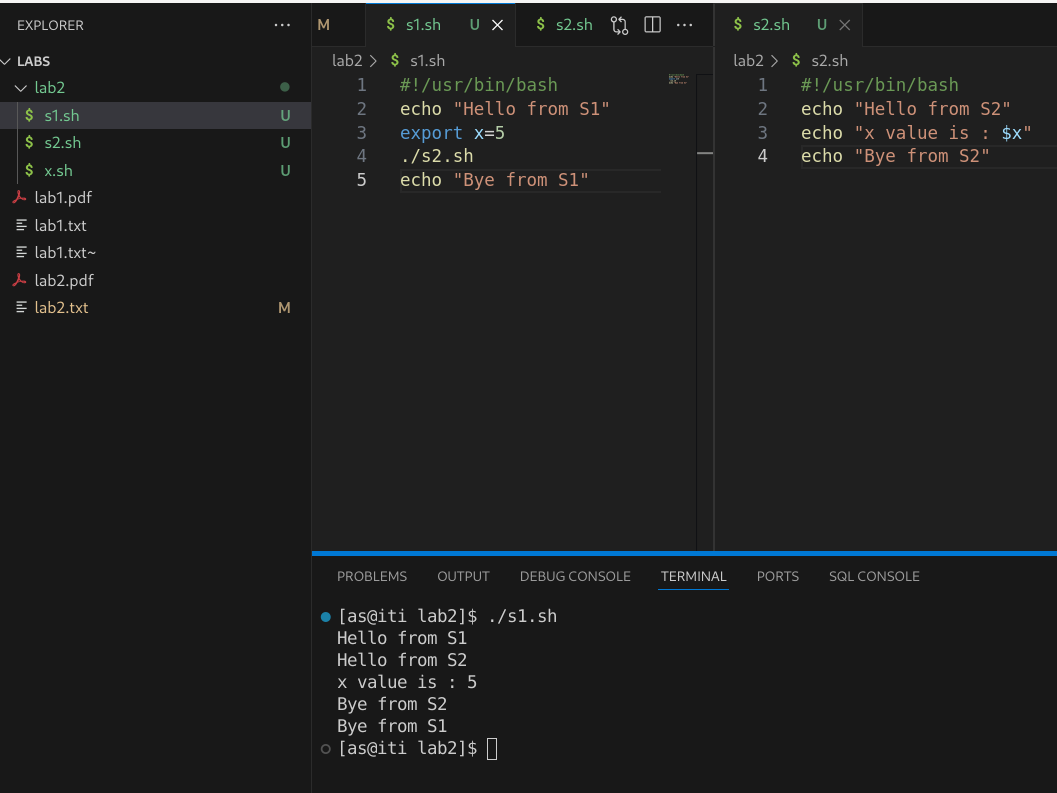 EXPLORER ···
LABS
lab2
$ s1.sh U
$ s2.sh U
$ x.sh U
lab1.pdf
lab1.txt
lab1.txt~
lab2.pdf
lab2.txt M
M $ s1.sh U $ s2.sh ···
lab2 > $ s1.sh
1 #!/usr/bin/bash
2 echo "Hello from S1"
3 export x=5
4 ./s2.sh
5 echo "Bye from S1"
$ s2.sh U
lab2 > $ s2.sh
1 #!/usr/bin/bash
2 echo "Hello from S2"
3 echo "x value is : $x"
4 echo "Bye from S2"
PROBLEMS OUTPUT DEBUG CONSOLE TERMINAL PORTS SQL CONSOLE
[as@iti lab2]$ ./s1.sh
Hello from S1
Hello from S2
x value is : 5
Bye from S2
Bye from S1
[as@iti lab2]$